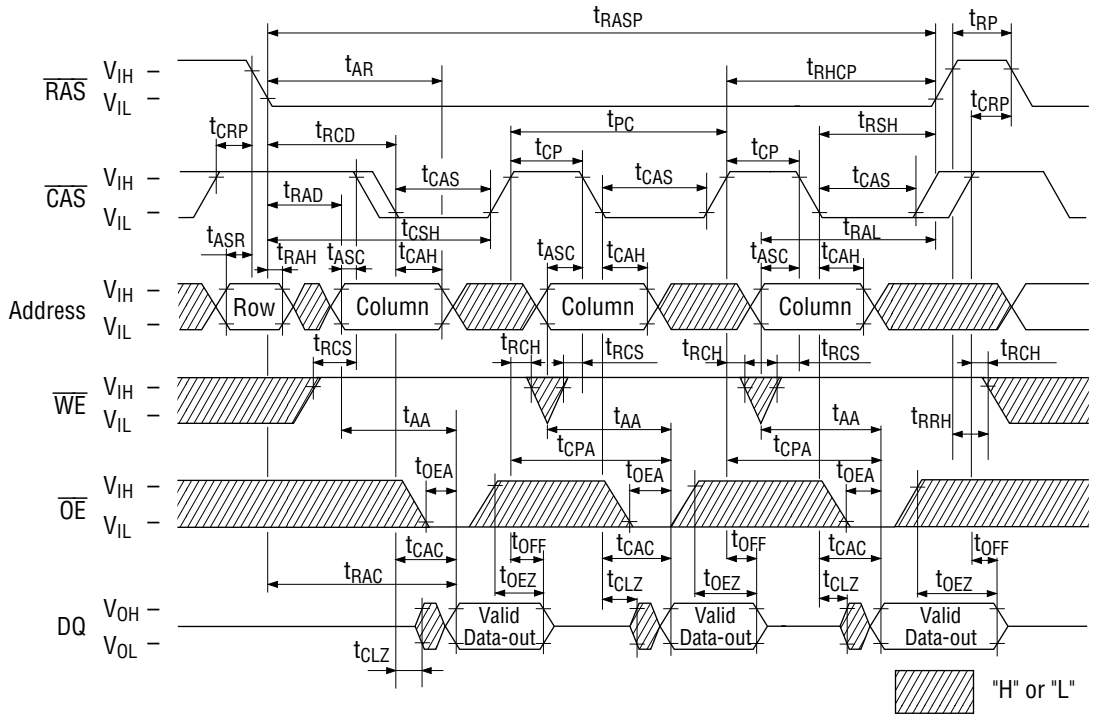 tRASP tRP
tAR tRHCP
RAS VIH VIL
tCRP tRCD tPC tRSH tCRP
CAS VIH VIL
tRAD tCAS tCP tCAS tCP tCAS
tCSH tRAL
tASR tRAH tASC tCAH tASC tCAH tASC tCAH
Address VIH VIL
Row Column Column Column
tRCS tRCH tRCS tRCH tRCS tRCH
WE VIH VIL
tAA tAA tAA tRRH
tCPA tCPA
OE VIH VIL
tOEA tOEA tOEA
tCAC tOFF tCAC tOFF tCAC tOFF
tRAC tOEZ tCLZ tOEZ tCLZ tOEZ
DQ VOH VOL
Valid Data-out Valid Data-out Valid Data-out
tCLZ
"H" or "L"